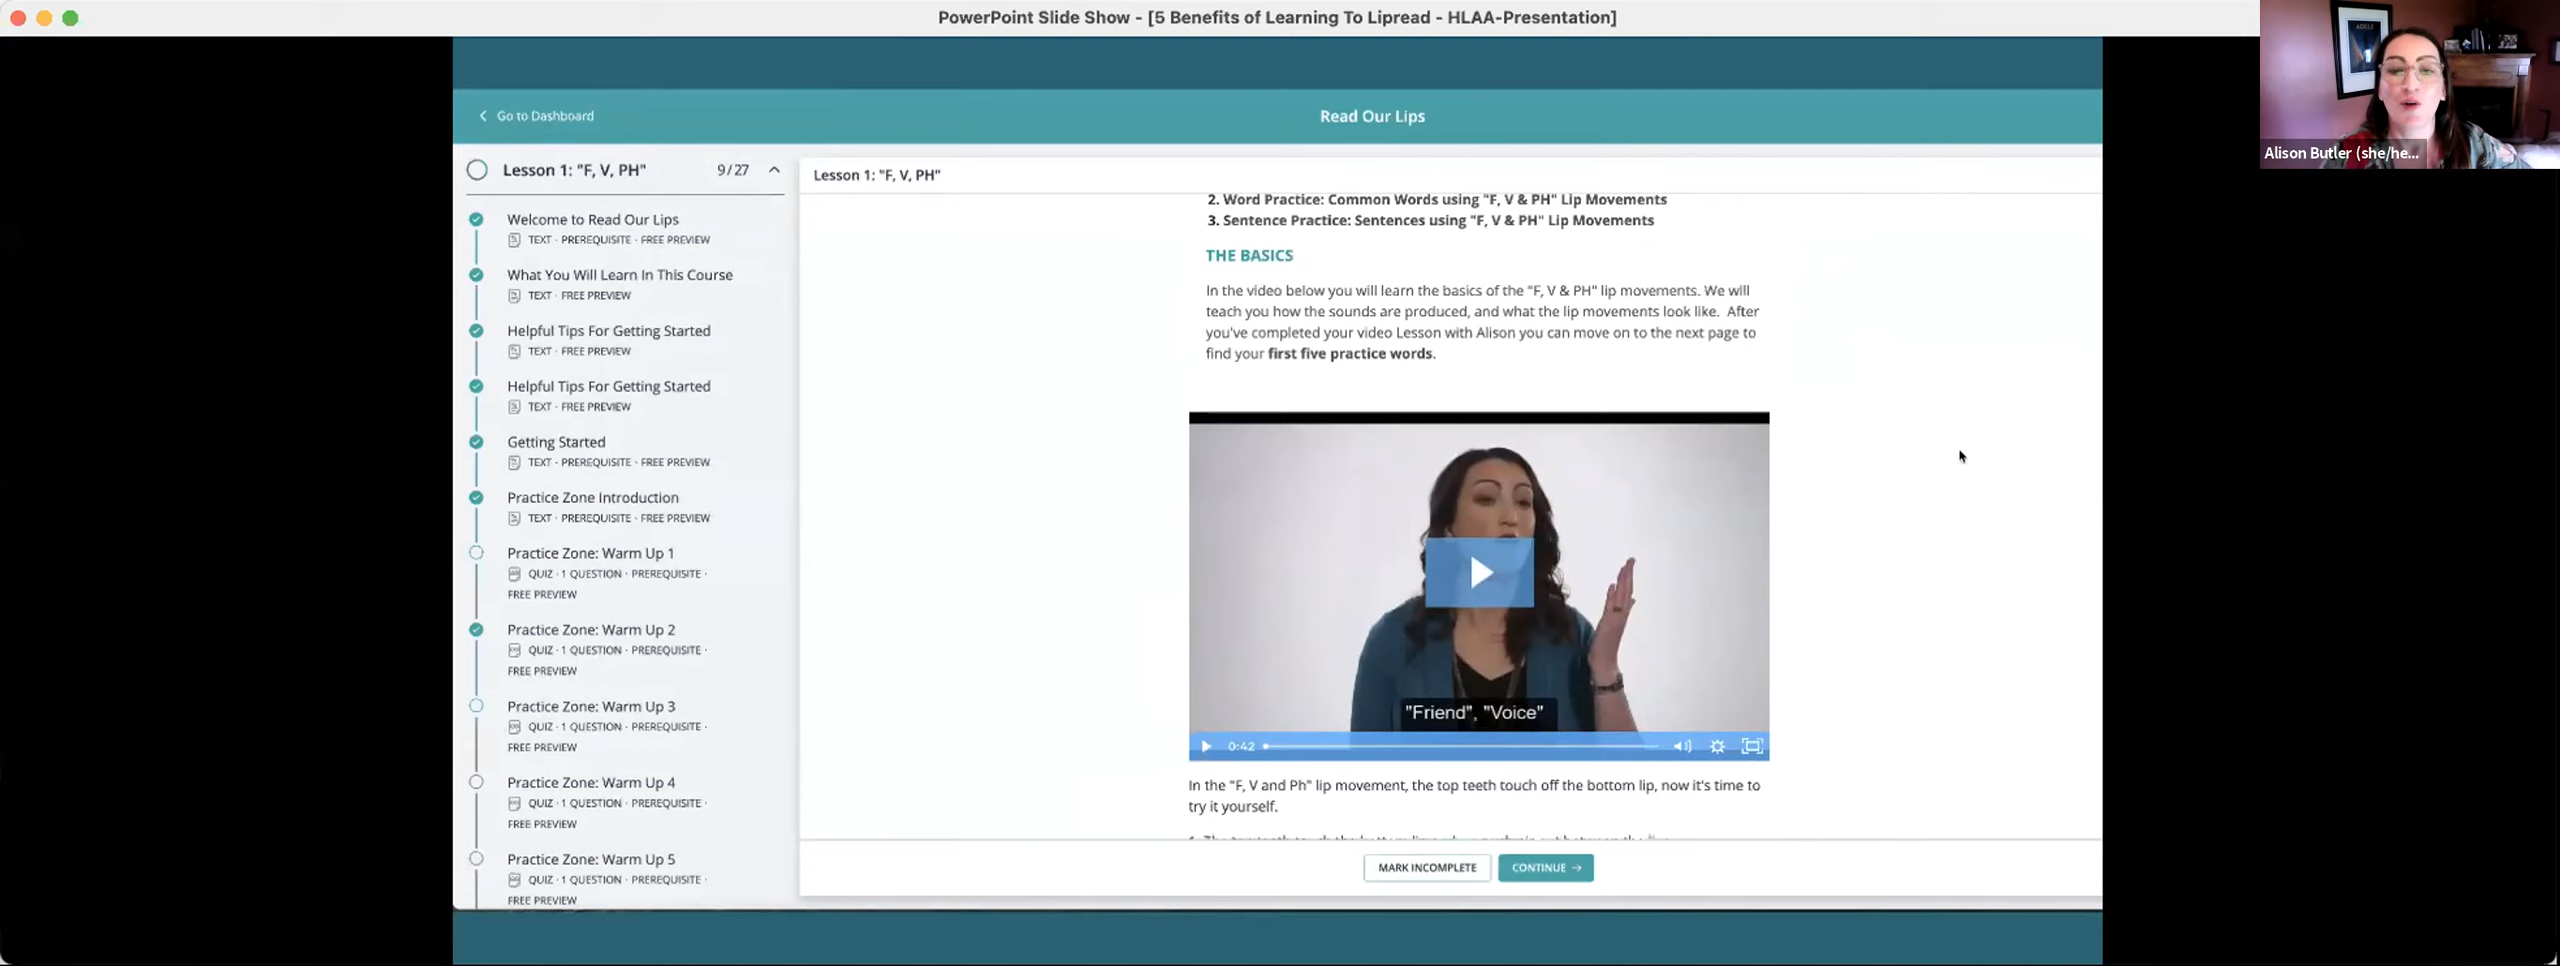 PowerPoint Slide Show - [5 Benefits of Learning To Lipread - HLAA-Presentation]
ADELE
Alison Butler (she/he...
Go to Dashboard
Read Our Lips
Lesson 1: "F, V, PH"
9/27
Welcome to Read Our Lips
TEXT · PREREQUISITE · FREE PREVIEW
What You Will Learn In This Course
TEXT · FREE PREVIEW
Helpful Tips For Getting Started
TEXT · FREE PREVIEW
Helpful Tips For Getting Started
TEXT · FREE PREVIEW
Getting Started
TEXT · PREREQUISITE · FREE PREVIEW
Practice Zone Introduction
TEXT · PREREQUISITE · FREE PREVIEW
Practice Zone: Warm Up 1
QUIZ · 1 QUESTION · PREREQUISITE ·
FREE PREVIEW
Practice Zone: Warm Up 2
QUIZ · 1 QUESTION · PREREQUISITE ·
FREE PREVIEW
Practice Zone: Warm Up 3
QUIZ · 1 QUESTION · PREREQUISITE ·
FREE PREVIEW
Practice Zone: Warm Up 4
QUIZ · 1 QUESTION · PREREQUISITE ·
FREE PREVIEW
Practice Zone: Warm Up 5
QUIZ · 1 QUESTION · PREREQUISITE ·
FREE PREVIEW
Lesson 1: "F, V, PH"
2. Word Practice: Common Words using "F, V & PH" Lip Movements
3. Sentence Practice: Sentences using "F, V & PH" Lip Movements
THE BASICS
In the video below you will learn the basics of the "F, V & PH" lip movements. We will
teach you how the sounds are produced, and what the lip movements look like. After
you've completed your video Lesson with Alison you can move on to the next page to
find your first five practice words.
"Friend", "Voice"
0:42
In the "F, V and Ph" lip movement, the top teeth touch off the bottom lip, now it's time to
try it yourself.
MARK INCOMPLETE
CONTINUE →